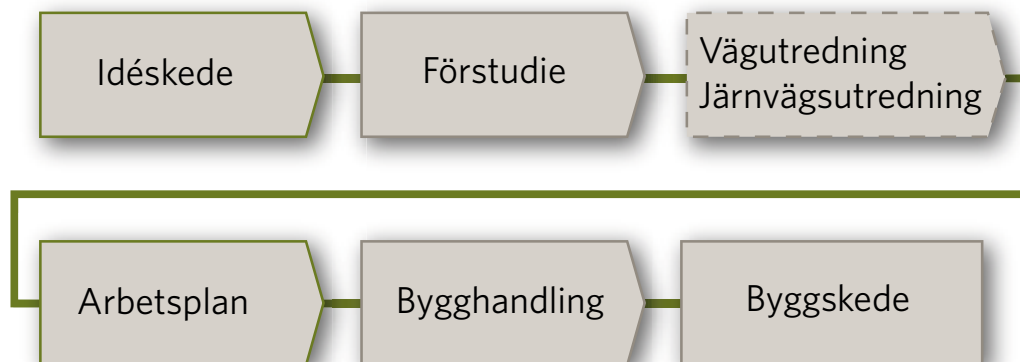 Idéskede
Förstudie
Vägutredning
Järnvägsutredning
Arbetsplan
Bygghandling
Byggskede